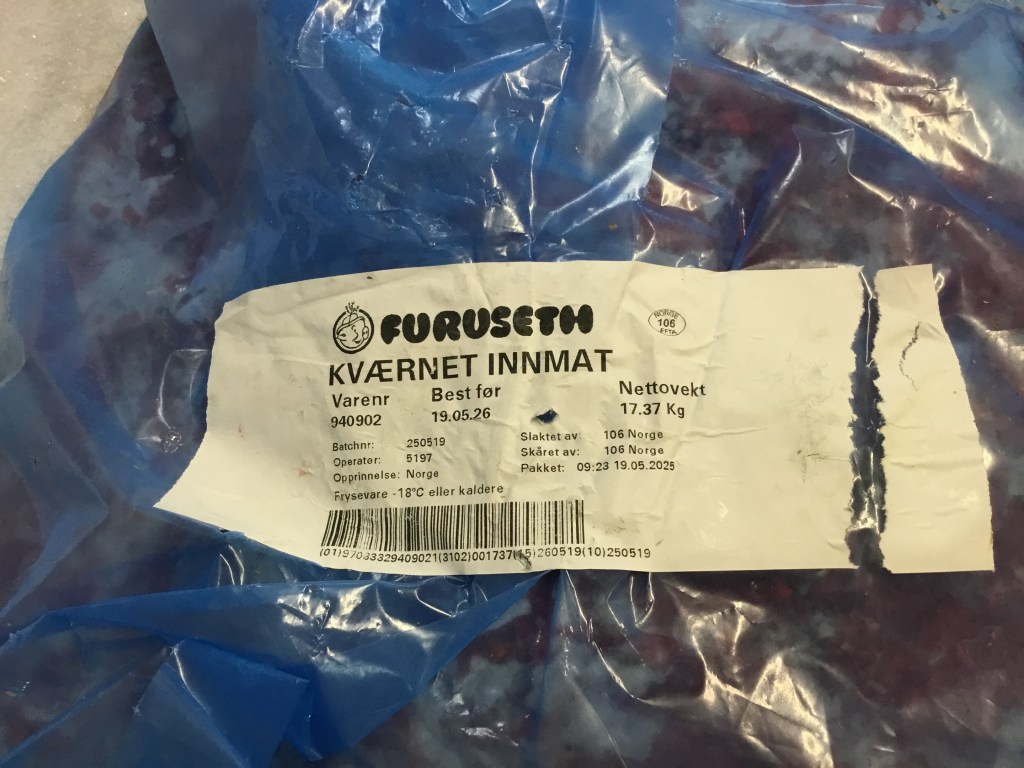 FURUSETH
NORGE
106
EFTA
KVÆRNET INNMAT
Varenr Best før Nettovekt
940902 19.05.26 17.37 Kg
Batchnr: 250519 Slaktet av: 106 Norge
Operatør: 5197 Skåret av: 106 Norge
Opprinnelse: Norge Pakket: 09:23 19.05.2025
Frysevare -18°C eller kaldere
(01)97033329409021(3102)001737(15)260519(10)250519